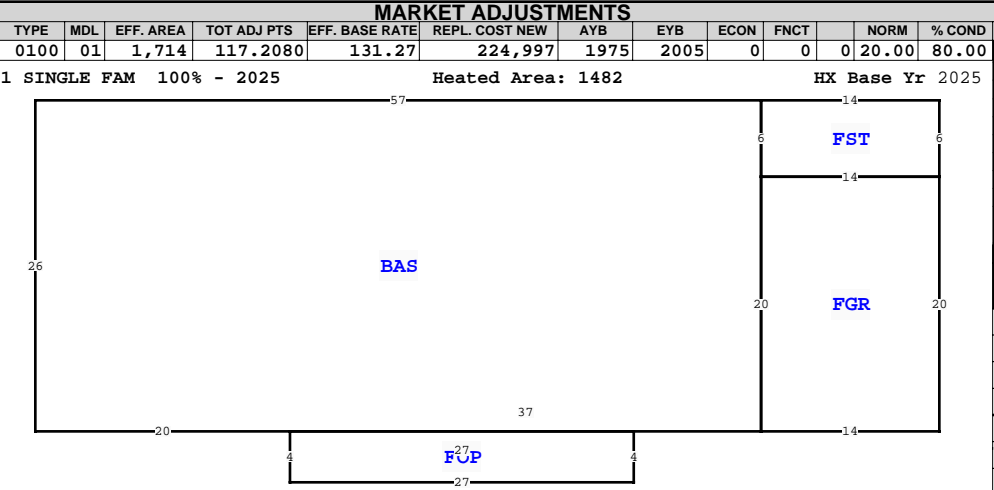 MARKET ADJUSTMENTS
TYPE MDL EFF. AREA TOT ADJ PTS EFF. BASE RATE REPL. COST NEW AYB EYB ECON FNCT NORM % COND
0100 01 1,714 117.2080 131.27 224,997 1975 2005 0 0 0 20.00 80.00
1 SINGLE FAM 100% - 2025 Heated Area: 1482 HX Base Yr 2025
57 14
6 FST 6
14
26 BAS
20 FGR 20
37
20 14
4 27 FOP 4
27